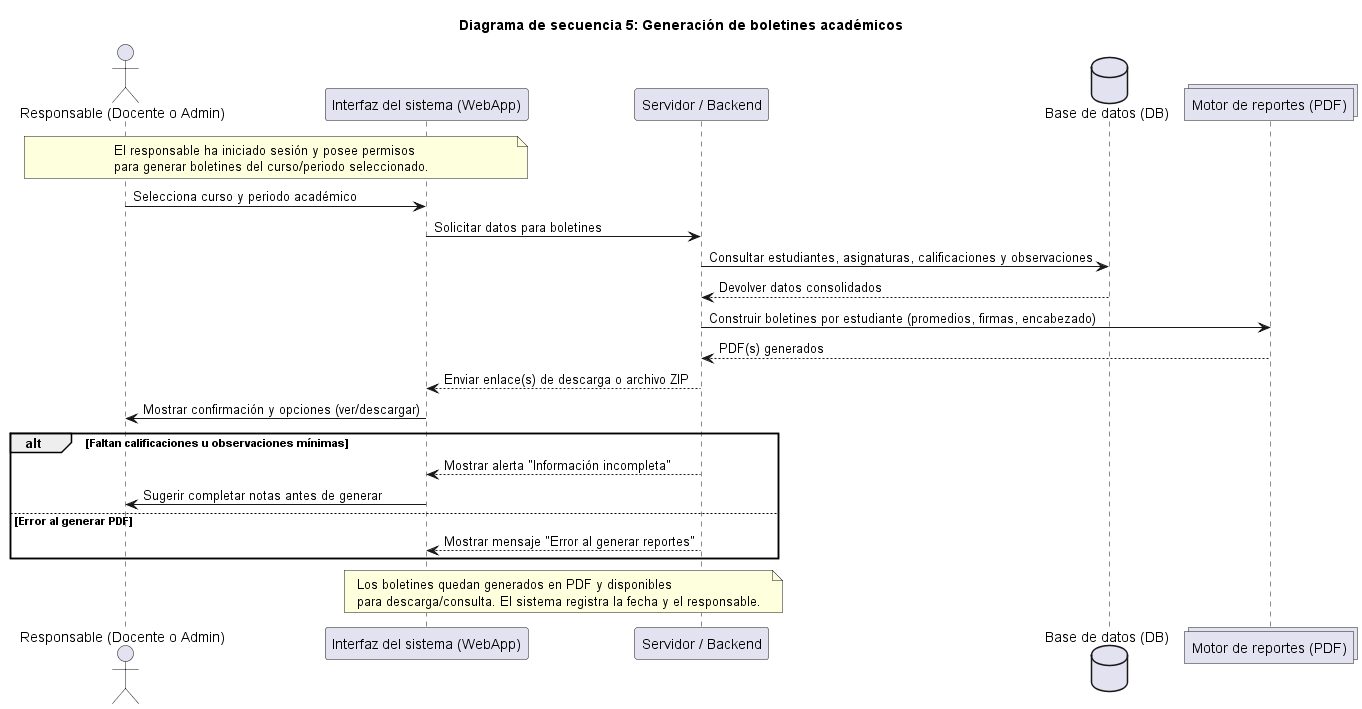 Diagrama de secuencia 5: Generación de boletines académicos
Responsable (Docente o Admin)
Interfaz del sistema (WebApp)
Servidor / Backend
Base de datos (DB)
Motor de reportes (PDF)
El responsable ha iniciado sesión y posee permisos
para generar boletines del curso/periodo seleccionado.
Selecciona curso y periodo académico
Solicitar datos para boletines
Consultar estudiantes, asignaturas, calificaciones y observaciones
Devolver datos consolidados
Construir boletines por estudiante (promedios, firmas, encabezado)
PDF(s) generados
Enviar enlace(s) de descarga o archivo ZIP
Mostrar confirmación y opciones (ver/descargar)
alt
[Faltan calificaciones u observaciones mínimas]
Mostrar alerta "Información incompleta"
Sugerir completar notas antes de generar
[Error al generar PDF]
Mostrar mensaje "Error al generar reportes"
Los boletines quedan generados en PDF y disponibles
para descarga/consulta. El sistema registra la fecha y el responsable.
Responsable (Docente o Admin)
Interfaz del sistema (WebApp)
Servidor / Backend
Base de datos (DB)
Motor de reportes (PDF)